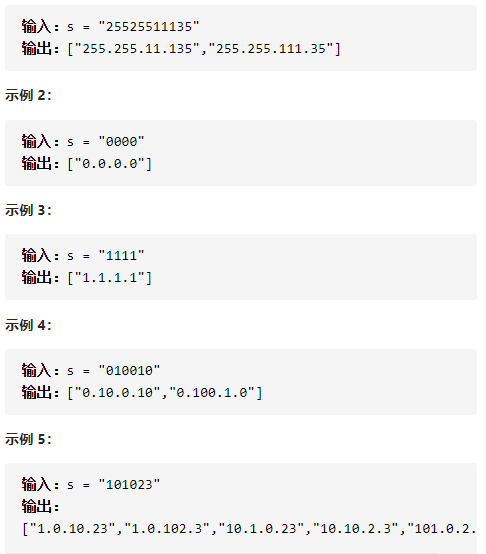 输入：s = "25525511135"
输出：["255.255.11.135","255.255.111.35"]
示例 2：
输入：s = "0000"
输出：["0.0.0.0"]
示例 3：
输入：s = "1111"
输出：["1.1.1.1"]
示例 4：
输入：s = "010010"
输出：["0.10.0.10","0.100.1.0"]
示例 5：
输入：s = "101023"
输出：
["1.0.10.23","1.0.102.3","10.1.0.23","10.10.2.3","101.0.2.